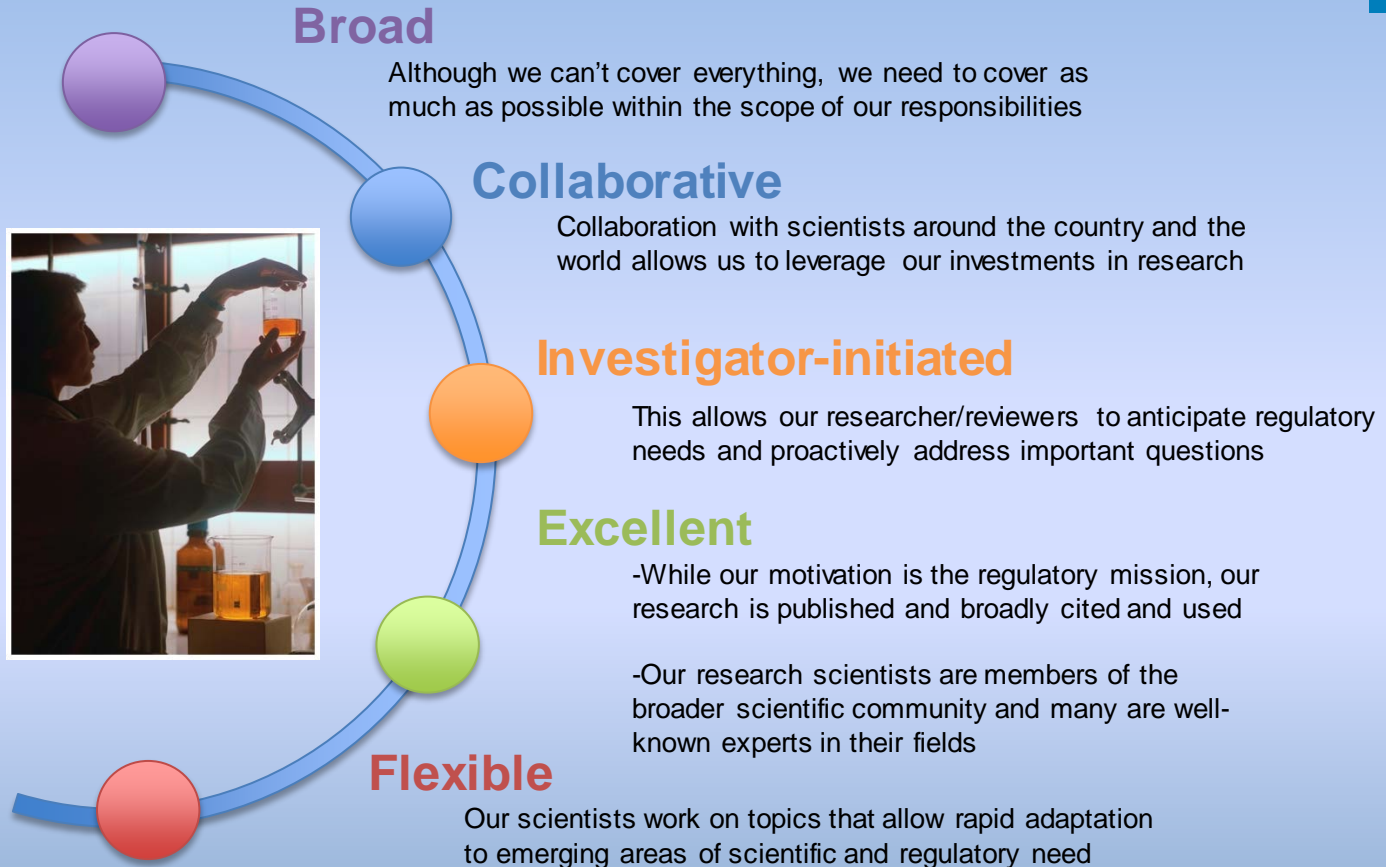 Broad
Although we can't cover everything, we need to cover as
much as possible within the scope of our responsibilities
Collaborative
Collaboration with scientists around the country and the
world allows us to leverage our investments in research
Investigator-initiated
This allows our researcher/reviewers to anticipate regulatory
needs and proactively address important questions
Excellent
-While our motivation is the regulatory mission, our
research is published and broadly cited and used
-Our research scientists are members of the
broader scientific community and many are well-
known experts in their fields
Flexible
Our scientists work on topics that allow rapid adaptation
to emerging areas of scientific and regulatory need